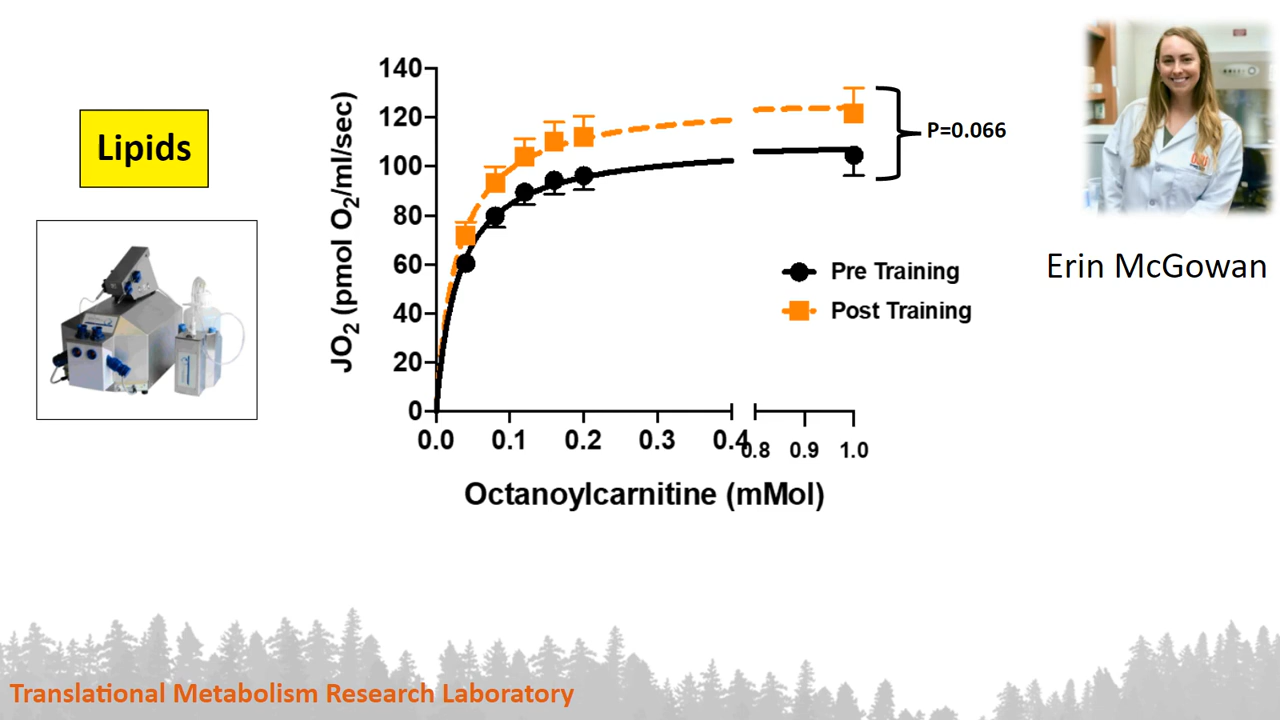 Lipids
140
120
100
80
60
40
20
0
JO2 (pmol O2/ml/sec)
0.0 0.1 0.2 0.3 0.4 0.8 0.9 1.0
Octanoylcarnitine (mMol)
P=0.066
Pre Training
Post Training
Erin McGowan
Translational Metabolism Research Laboratory